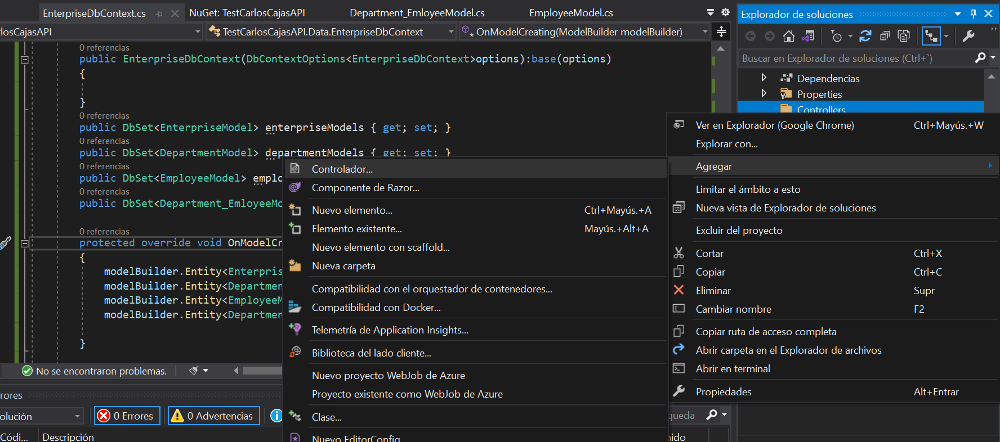 EnterpriseDbContext.cs
NuGet: TestCarlosCajasAPI
Department_EmloyeeModel.cs
EmployeeModel.cs
losCajasAPI
TestCarlosCajasAPI.Data.EnterpriseDbContext
OnModelCreating(ModelBuilder modelBuilder)
0 referencias
public EnterpriseDbContext(DbContextOptions<EnterpriseDbContext>options):base(options)
{
}
0 referencias
public DbSet<EnterpriseModel> enterpriseModels { get; set; }
0 referencias
public DbSet<DepartmentModel> departmentModels { get; set; }
0 referencias
public DbSet<EmployeeModel> emplo
0 referencias
public DbSet<Department_EmloyeeMo
0 referencias
protected override void OnModelCr
{
modelBuilder.Entity<Enterpris
modelBuilder.Entity<Departmen
modelBuilder.Entity<EmployeeM
modelBuilder.Entity<Departmen
}
No se encontraron problemas.
rores
olución
0 Errores
0 Advertencias
queda
Códi...
Descripción
nido
Controlador...
Componente de Razor...
Nuevo elemento... Ctrl+Mayús.+A
Elemento existente... Mayús.+Alt+A
Nuevo elemento con scaffold...
Nueva carpeta
Compatibilidad con el orquestador de contenedores...
Compatibilidad con Docker...
Telemetría de Application Insights...
Biblioteca del lado cliente...
Nuevo proyecto WebJob de Azure
Proyecto existente como WebJob de Azure
Clase...
Nuevo EditorConfig
Explorador de soluciones
Buscar en Explorador de soluciones (Ctrl+`)
Dependencias
Properties
Controllers
Ver en Explorador (Google Chrome) Ctrl+Mayús.+W
Explorar con...
Agregar
Limitar el ámbito a esto
Nueva vista de Explorador de soluciones
Excluir del proyecto
Cortar Ctrl+X
Copiar Ctrl+C
Eliminar Supr
Cambiar nombre F2
Copiar ruta de acceso completa
Abrir carpeta en el Explorador de archivos
Abrir en terminal
Propiedades Alt+Entrar